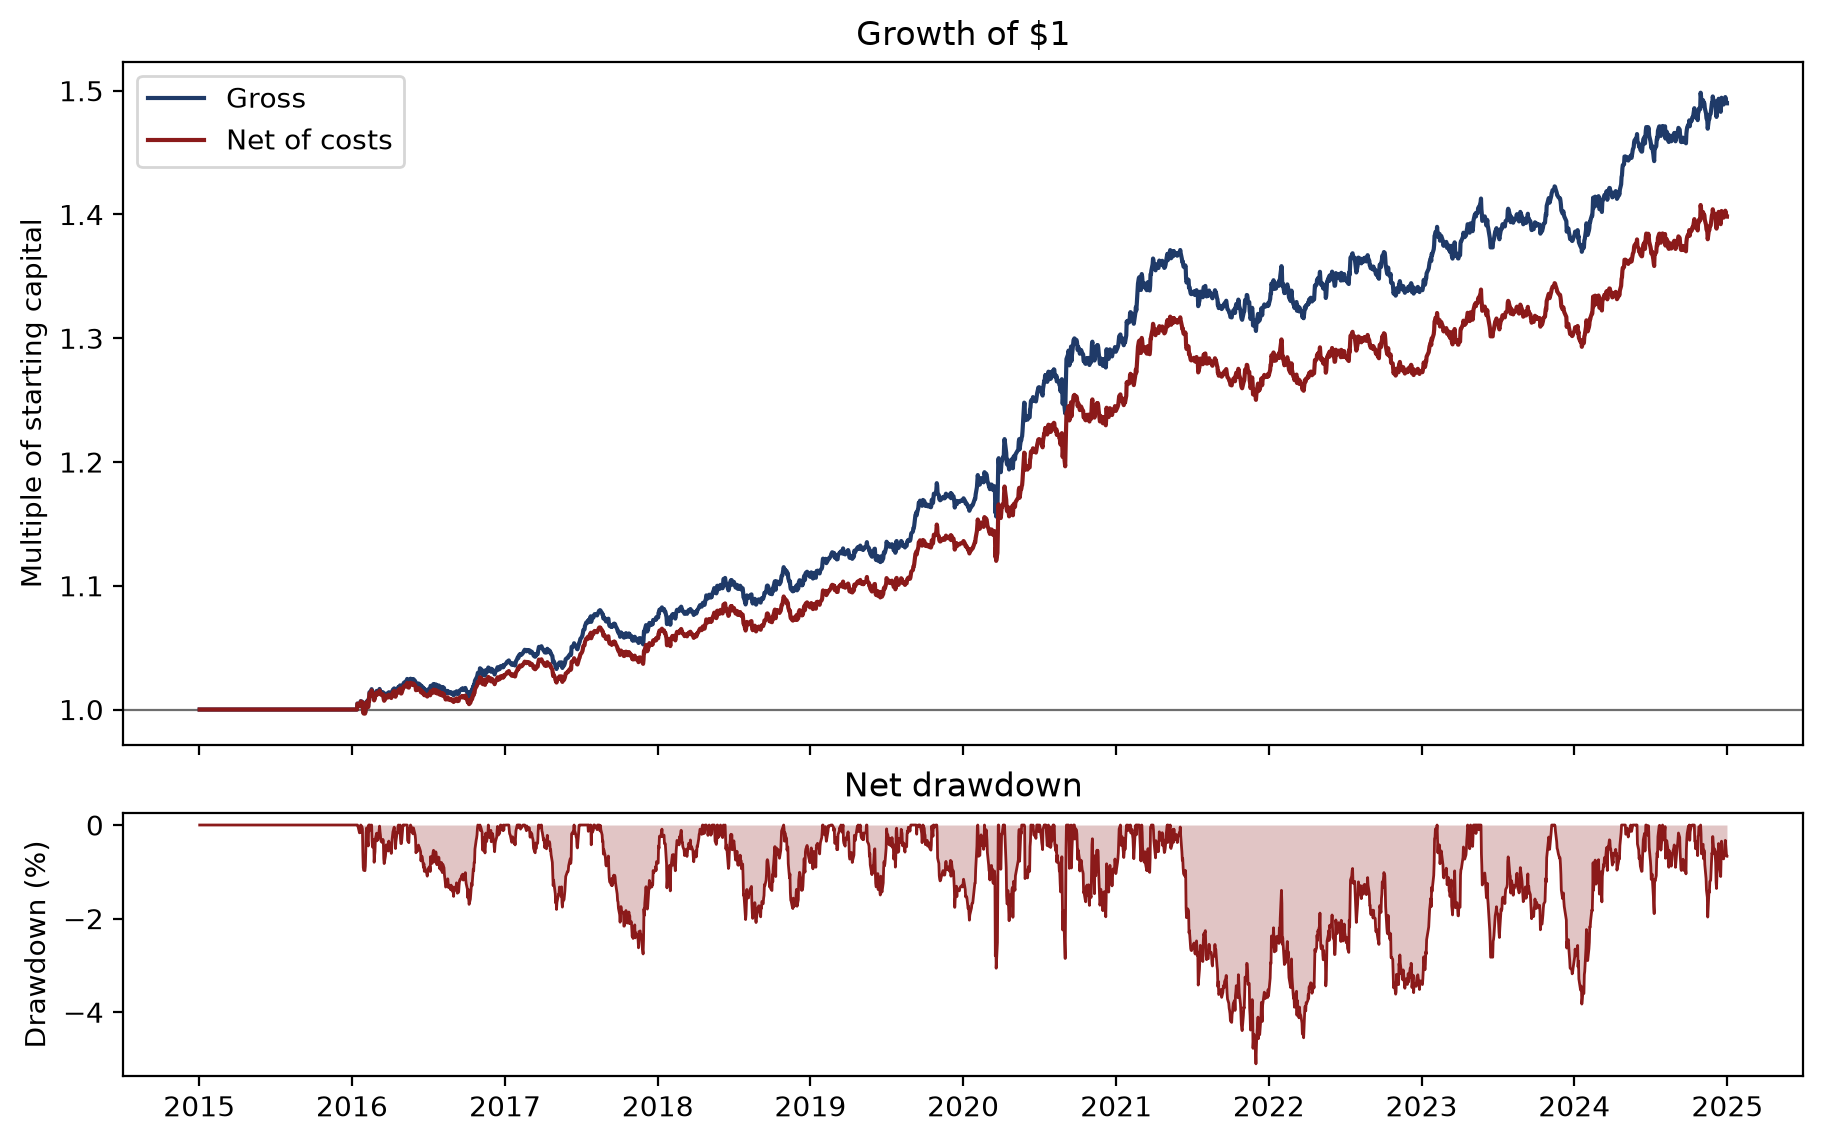 Growth of $1
Gross
Net of costs
Multiple of starting capital
1.5
1.4
1.3
1.2
1.1
1.0
Net drawdown
Drawdown (%)
0
−2
−4
2015 2016 2017 2018 2019 2020 2021 2022 2023 2024 2025